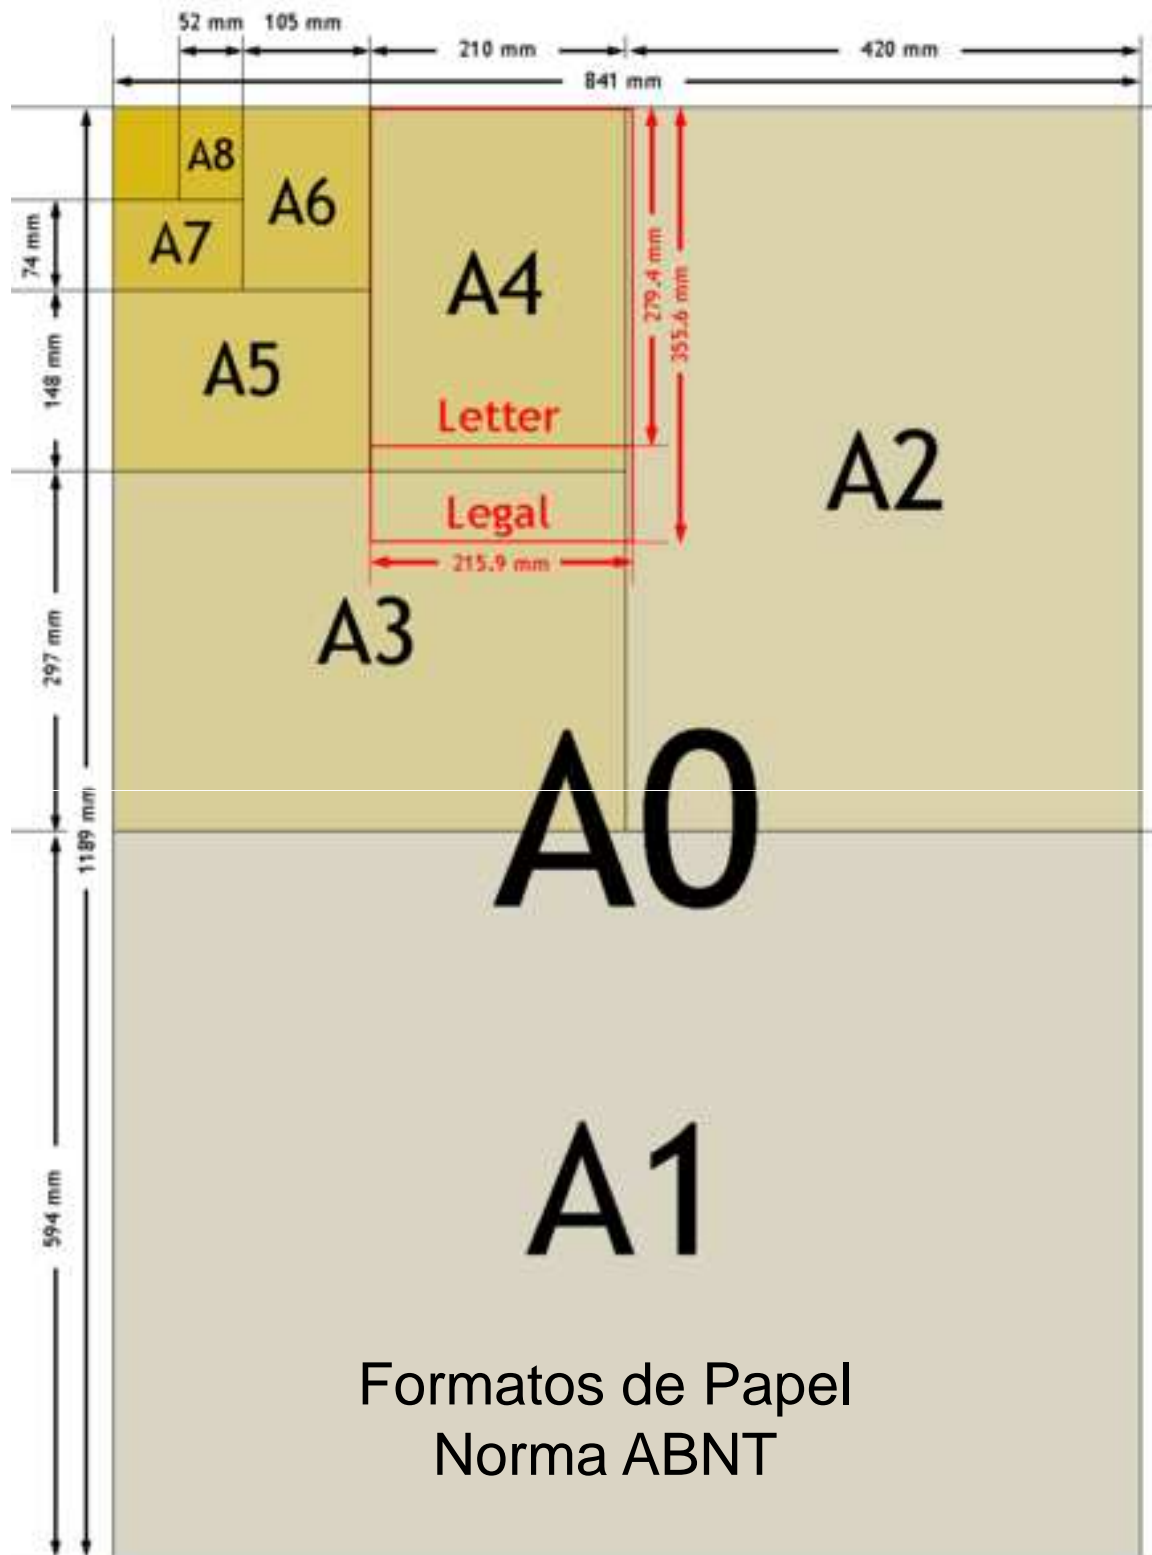 52 mm 105 mm
210 mm
420 mm
841 mm
A8
A6
A7
74 mm
A4
279.4 mm
355.6 mm
148 mm
A5
Letter
A2
Legal
215.9 mm
A3
297 mm
A0
1189 mm
A1
594 mm
Formatos de Papel
Norma ABNT